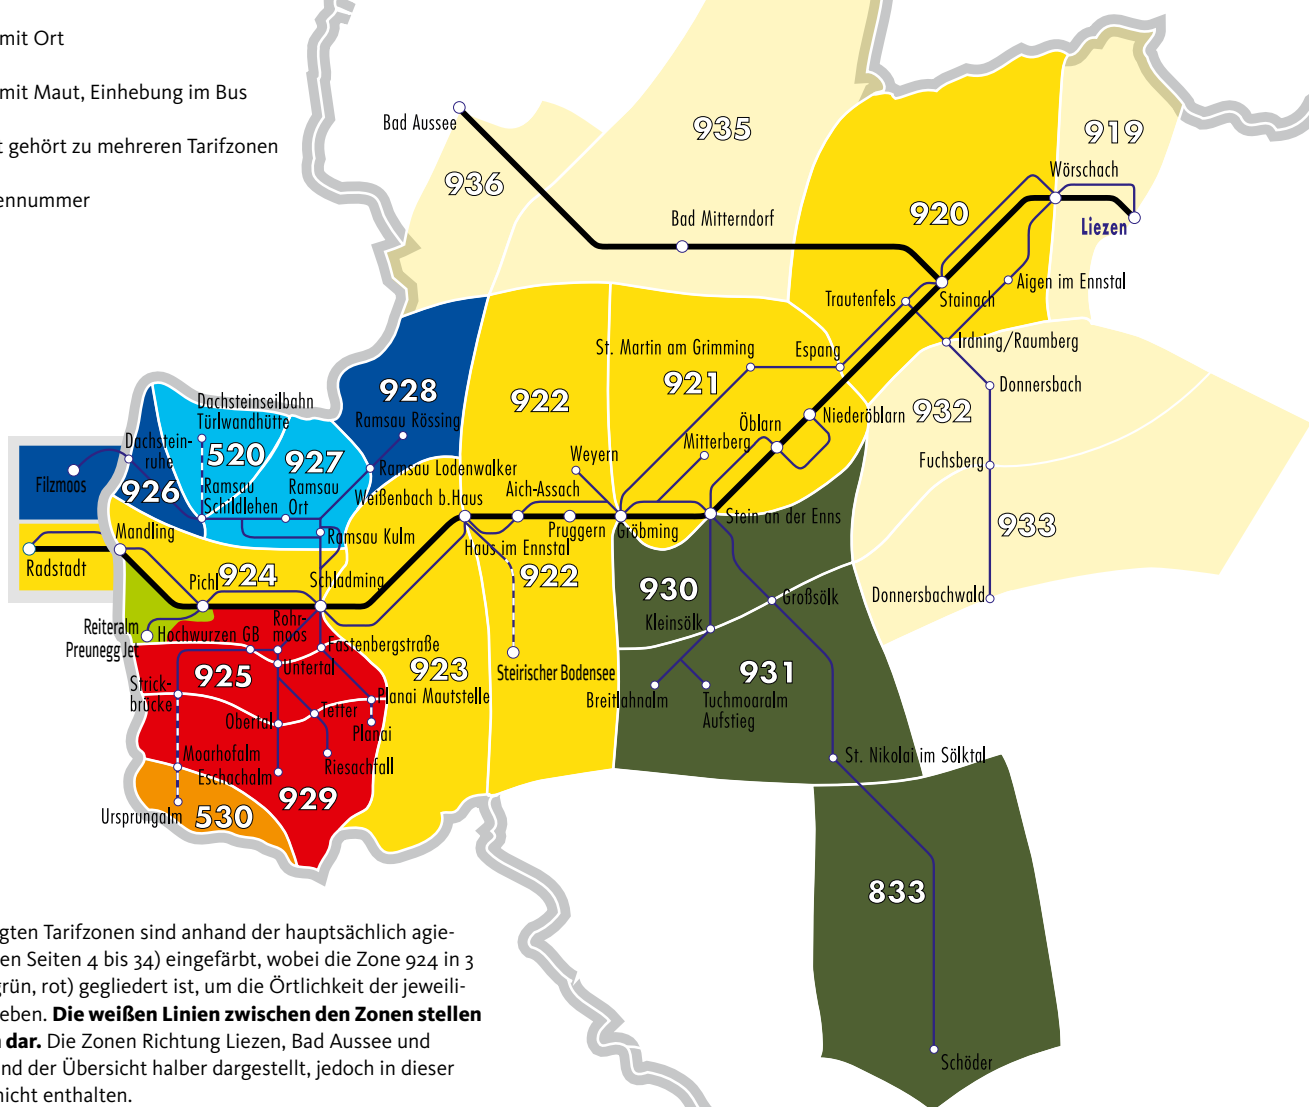 mit Ort
mit Maut, Einhebung im Bus
t gehört zu mehreren Tarifzonen
ennummer
Bad Aussee
935
919
936
Wörschach
920
Bad Mitterndorf
Liezen
Trautenfels
Stainach
Aigen im Ennstal
St. Martin am Grimming
Espang
Irdning/Raumberg
921
928
922
Donnersbach
932
Dachsteinseilbahn
Türlwandhütte
Ramsau Rössing
Öblarn
Niederöblarn
Dachstein-
ruhe
520
927
Mitterberg
Weyern
Fuchsberg
Filzmoos
926
Ramsau
Schildlehen
Ramsau
Ort
Ramsau Lodenwalker
Weißenbach b.Haus
Aich-Assach
Mandling
Ramsau Kulm
Haus im Ennstal
Pruggern
Gröbming
Stein an der Enns
933
Radstadt
Pichl
924
Schladming
922
930
Großsölk
Donnersbachwald
Reiteralm
Preunegg Jet
Hochwurzen GB
Rohr-
moos
Fastenbergstraße
Kleinsölk
925
Untertal
923
Steirischer Bodensee
931
Strick-
brücke
Planai Mautstelle
Breitlahnalm
Tuchmoaralm
Aufstieg
Obertal
Tetter
Planai
Moarhofalm
Eschachalm
Riesachfall
St. Nikolai im Sölktal
Ursprungalm
530
929
833
Schöder
gten Tarifzonen sind anhand der hauptsächlich agie-
en Seiten 4 bis 34) eingefärbt, wobei die Zone 924 in 3
grün, rot) gegliedert ist, um die Örtlichkeit der jeweili-
eben. Die weißen Linien zwischen den Zonen stellen
n dar. Die Zonen Richtung Liezen, Bad Aussee und
nd der Übersicht halber dargestellt, jedoch in dieser
nicht enthalten.